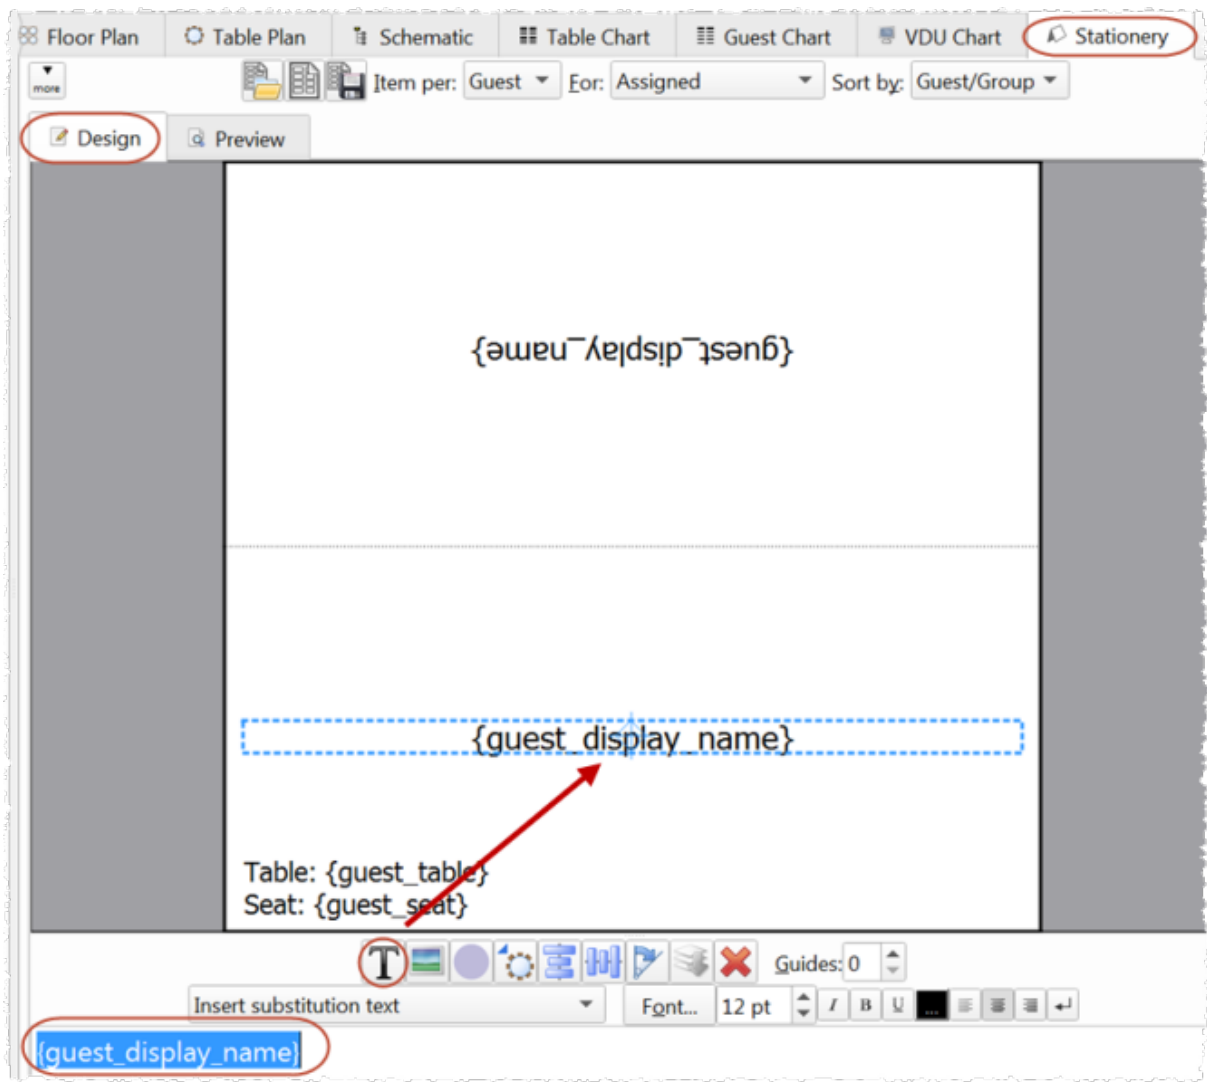 Floor Plan Table Plan Schematic Table Chart Guest Chart VDU Chart Stationery
more Item per: Guest For: Assigned Sort by: Guest/Group
Design Preview
{guest_display_name}
{guest_display_name}
Table: {guest_table}
Seat: {guest_seat}
T Guides: 0
Insert substitution text Font... 12 pt I B U ...
{guest_display_name}